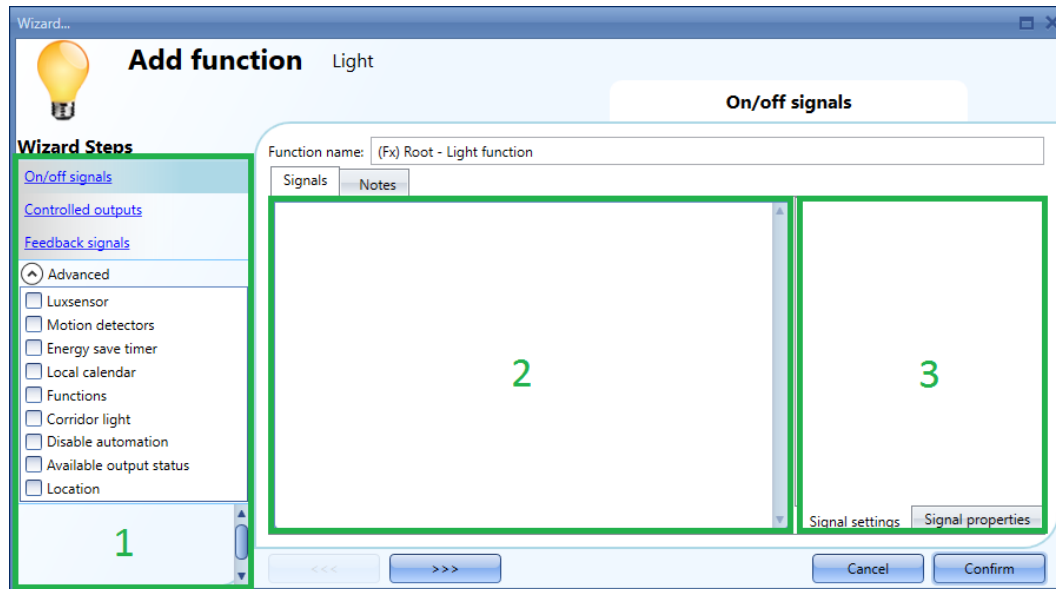 Wizard...
Add function Light
On/off signals
Wizard Steps
On/off signals
Controlled outputs
Feedback signals
Advanced
Luxsensor
Motion detectors
Energy save timer
Local calendar
Functions
Corridor light
Disable automation
Available output status
Location
1
Function name: (Fx) Root - Light function
Signals Notes
2
3
Signal settings Signal properties
<<< >>> Cancel Confirm